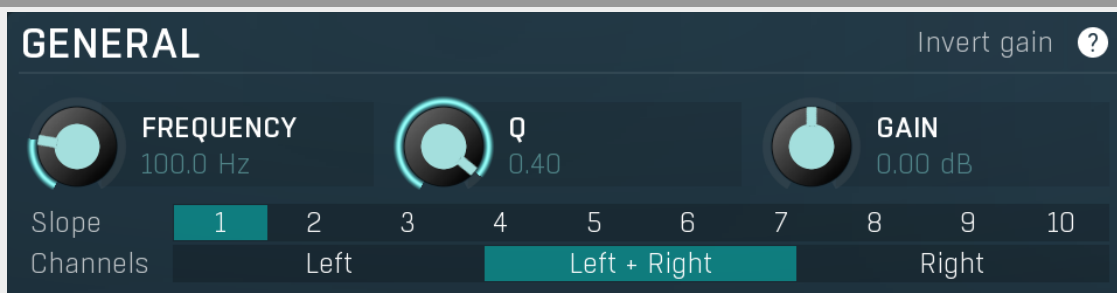 GENERAL Invert gain ?
FREQUENCY Q GAIN
100.0 Hz 0.40 0.00 dB
Slope 1 2 3 4 5 6 7 8 9 10
Channels Left Left + Right Right